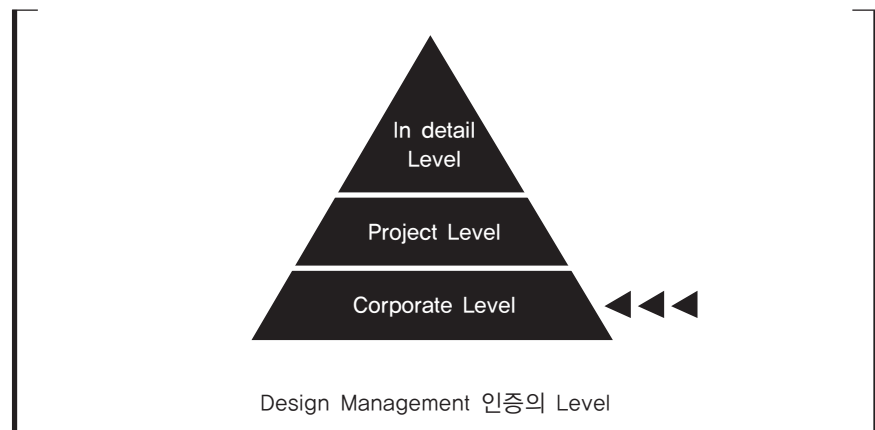 In detail
Level
Project Level
Corporate Level
Design Management 인증의 Level